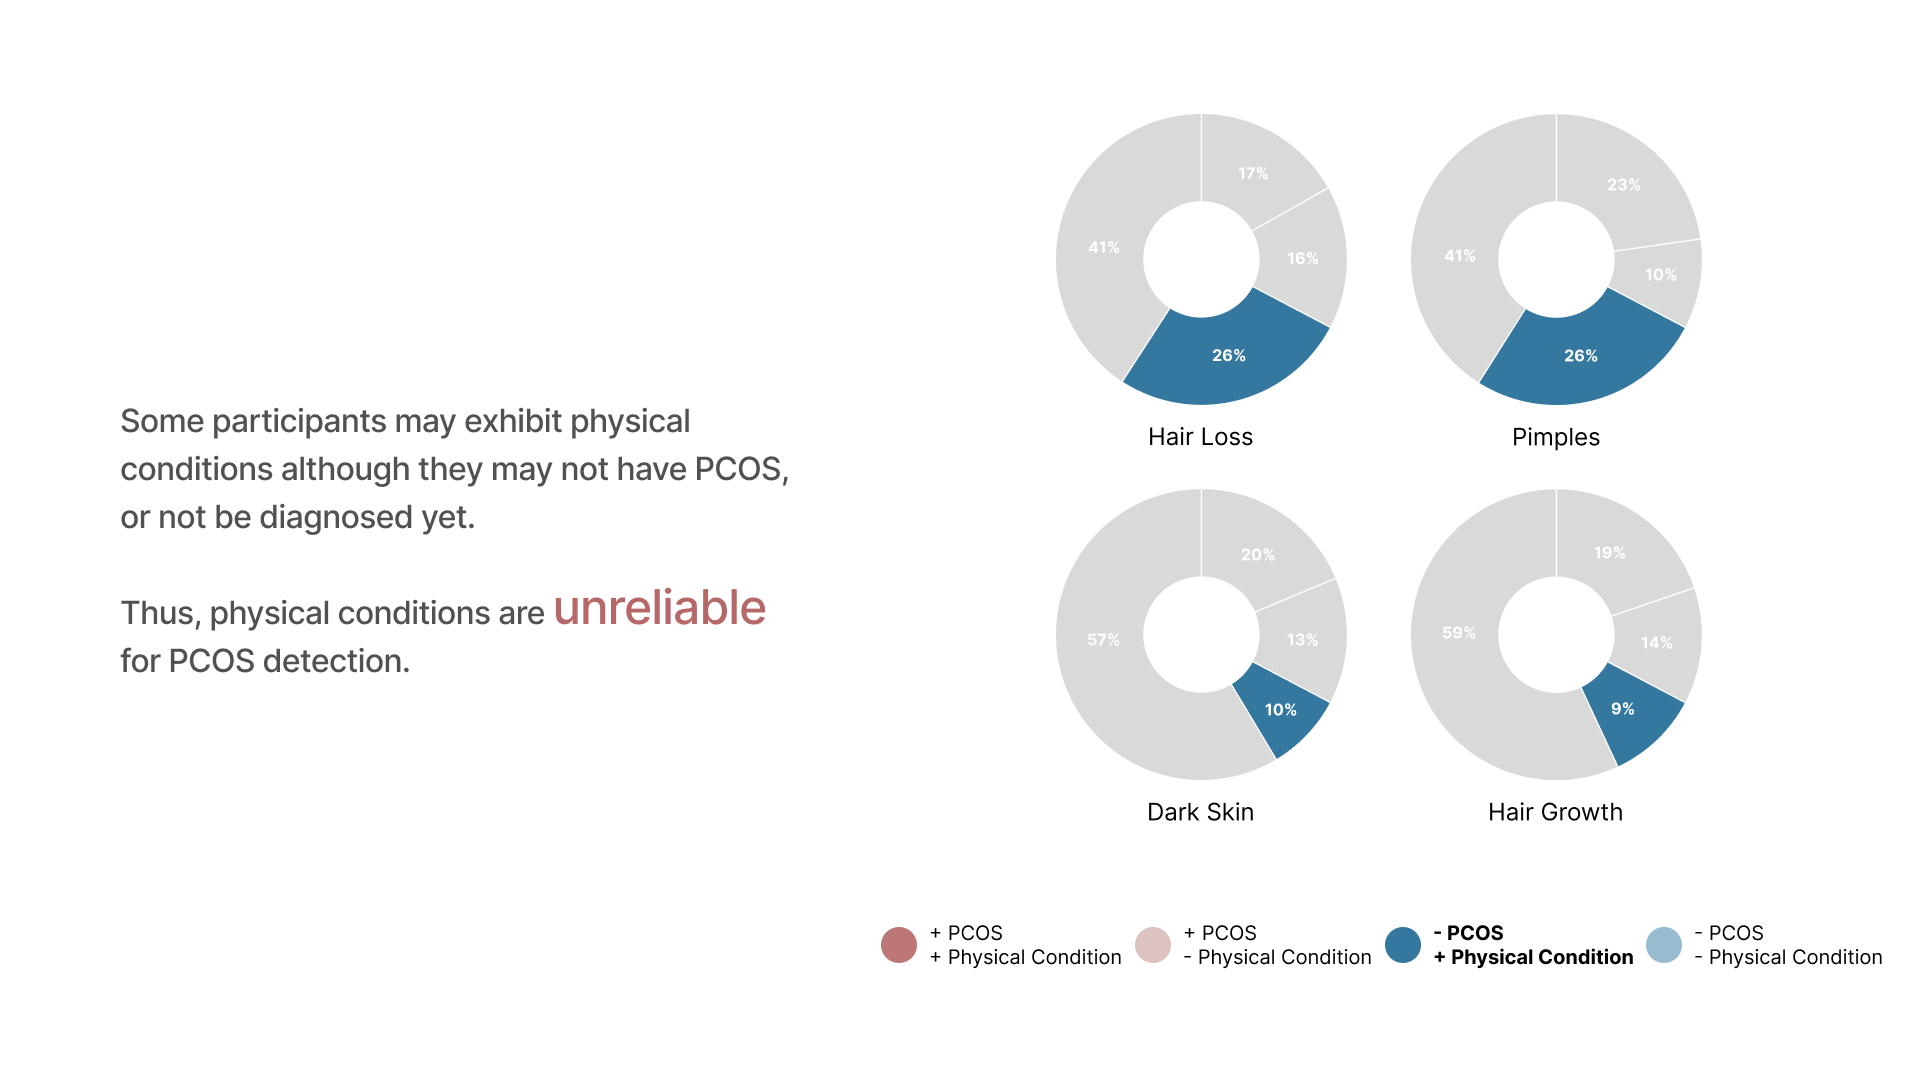 Some participants may exhibit physical
conditions although they may not have PCOS,
or not be diagnosed yet.
Thus, physical conditions are unreliable
for PCOS detection.
17%
16%
26%
41%
Hair Loss
23%
10%
26%
41%
Pimples
20%
13%
10%
57%
Dark Skin
19%
14%
9%
59%
Hair Growth
+ PCOS
+ Physical Condition
+ PCOS
- Physical Condition
- PCOS
+ Physical Condition
- PCOS
- Physical Condition